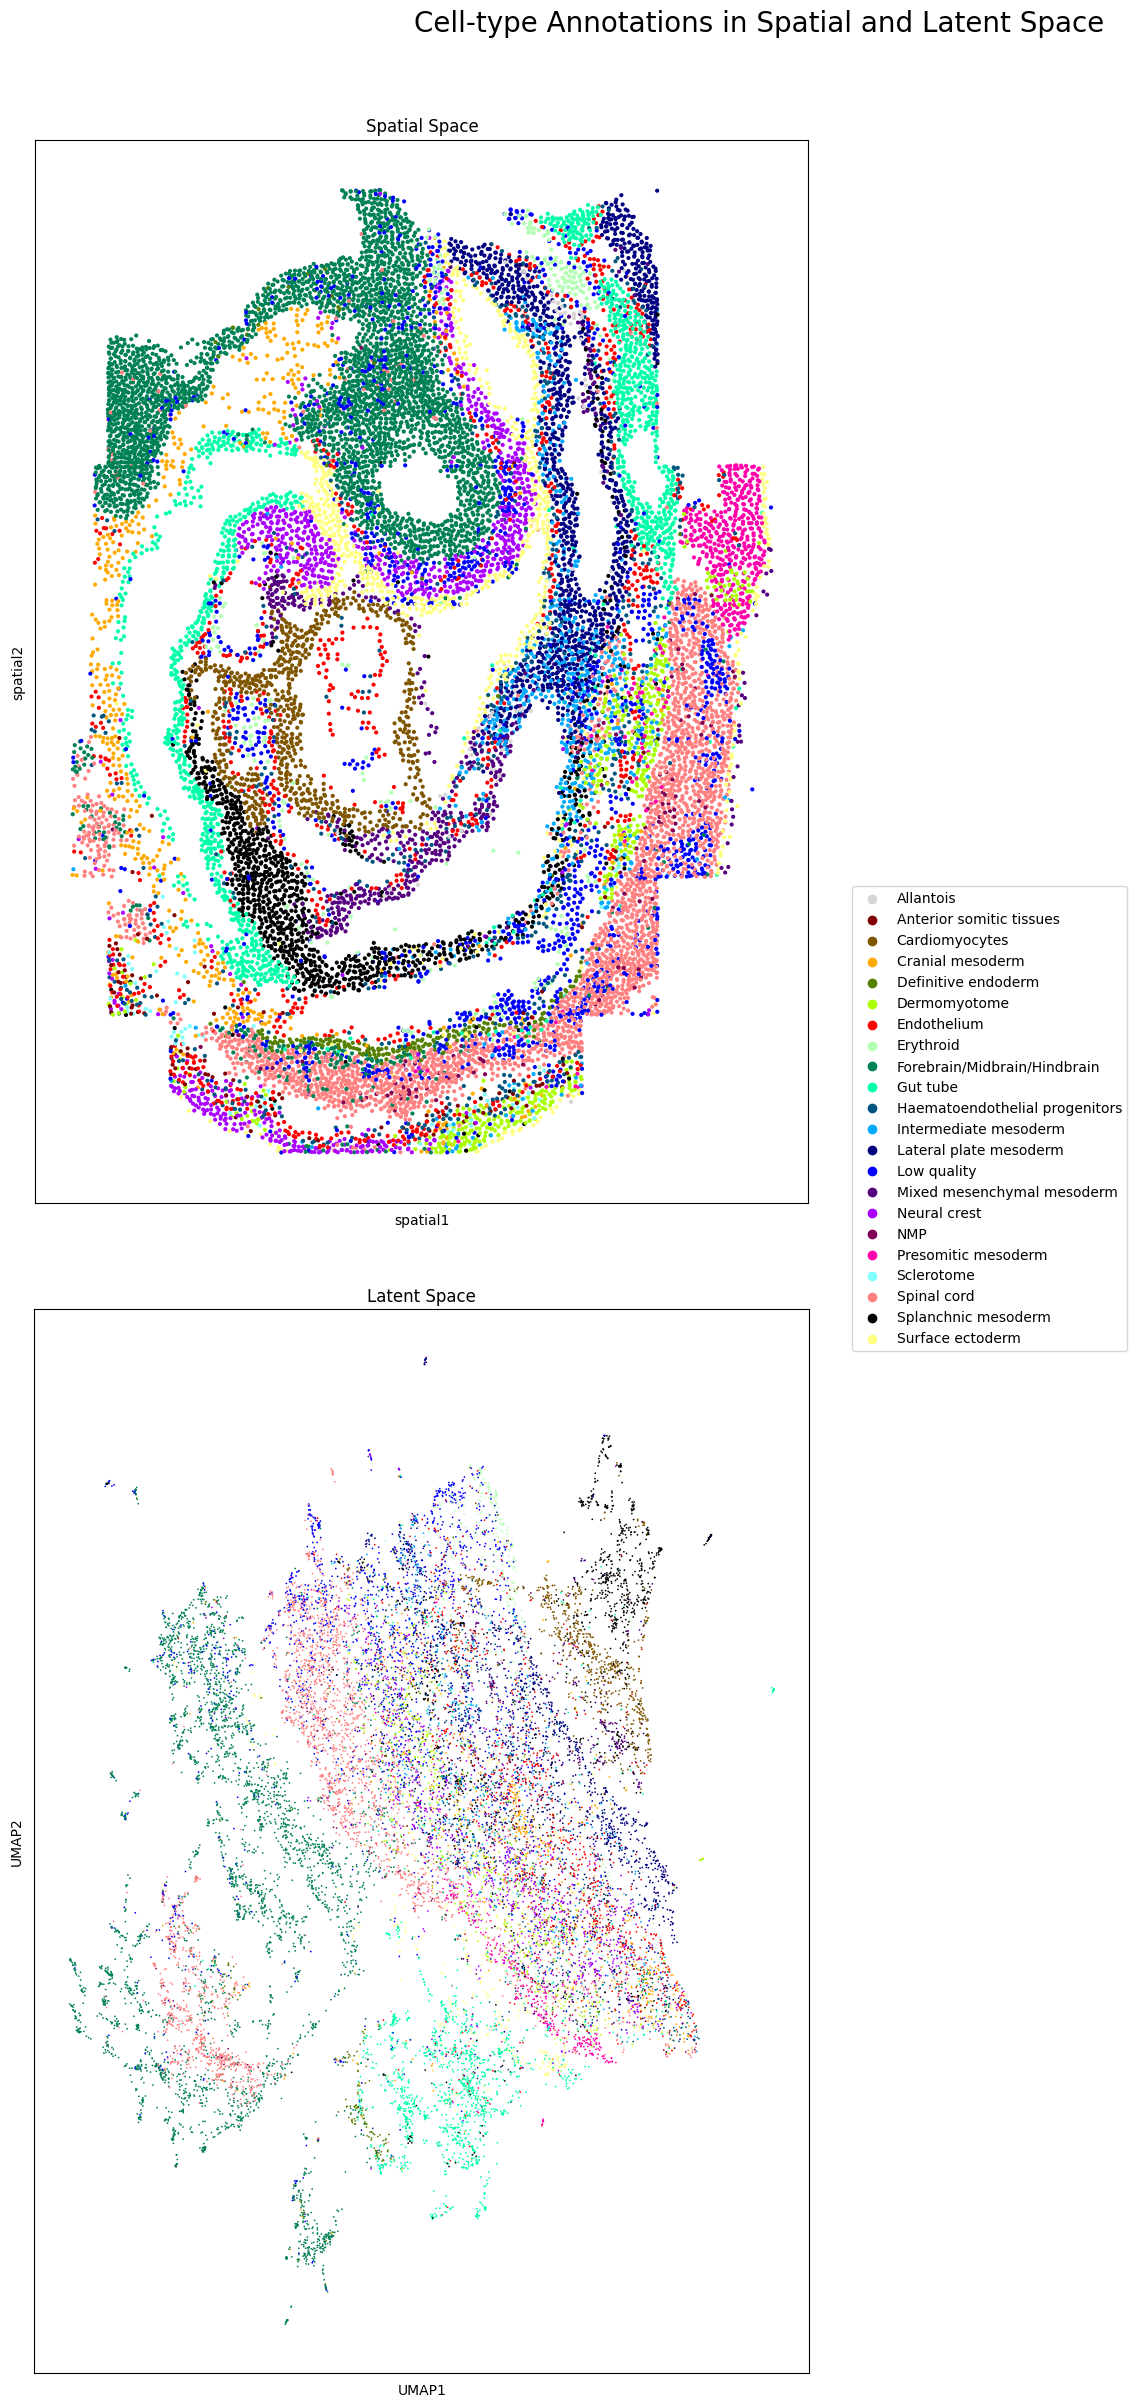 Cell-type Annotations in Spatial and Latent Space
Spatial Space
spatial2
spatial1
Allantois
Anterior somitic tissues
Cardiomyocytes
Cranial mesoderm
Definitive endoderm
Dermomyotome
Endothelium
Erythroid
Forebrain/Midbrain/Hindbrain
Gut tube
Haematoendothelial progenitors
Intermediate mesoderm
Lateral plate mesoderm
Low quality
Mixed mesenchymal mesoderm
Neural crest
NMP
Presomitic mesoderm
Sclerotome
Spinal cord
Splanchnic mesoderm
Surface ectoderm
Latent Space
UMAP2
UMAP1